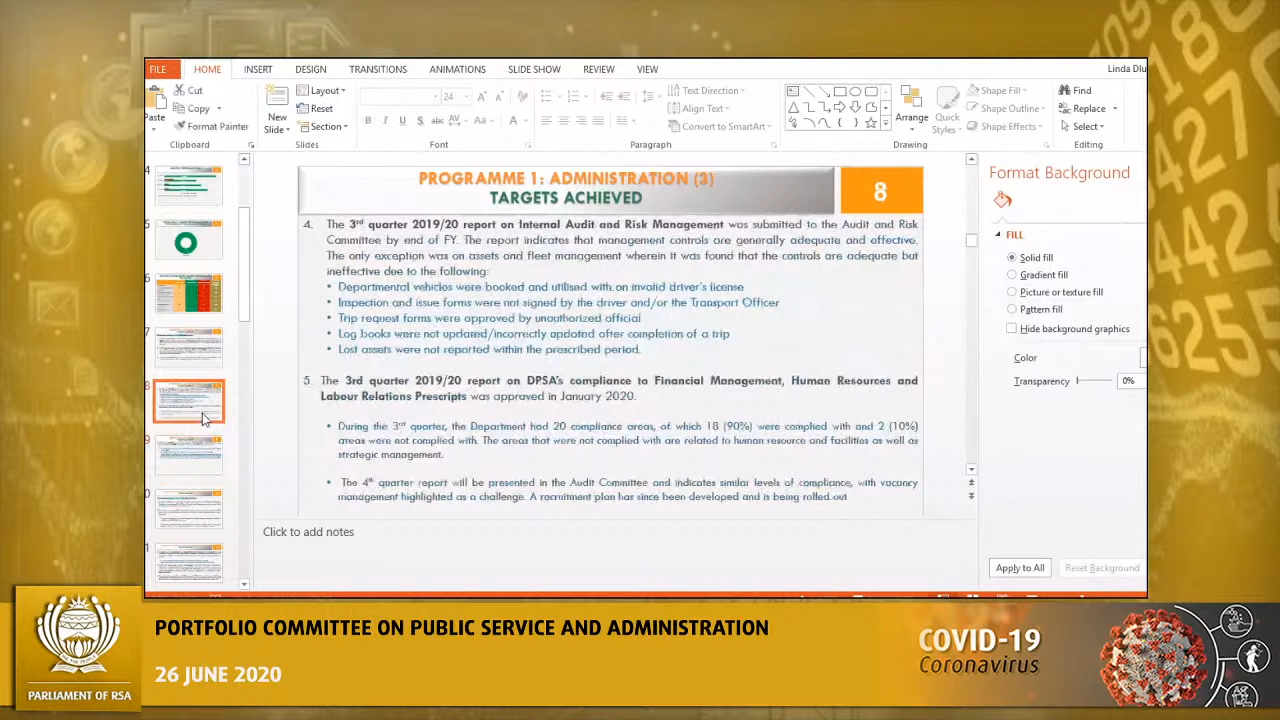 FILE HOME INSERT DESIGN TRANSITIONS ANIMATIONS SLIDE SHOW REVIEW VIEW Linda Dlu
Paste
Cut
Copy
Format Painter
Clipboard
New Slide
Layout
Reset
Section
Slides
24
Font
Paragraph
Text Direction
Align Text
Convert to SmartArt
Arrange
Quick Styles
Shape Fill
Shape Outline
Shape Effects
Drawing
Find
Replace
Select
Editing
4
5
6
7
8
9
0
1
PROGRAMME 1: ADMINISTRATION (3)
TARGETS ACHIEVED
8
4. The 3rd quarter 2019/20 report on Internal Audit and Risk Management was submitted to the Audit and Risk
Committee by end of FY. The report indicates that management controls are generally adequate and effective.
The only exception was on assets and fleet management wherein it was found that the controls are adequate but
ineffective due to the following:
Departmental vehicles were booked and utilised with an invalid driver's license
Inspection and issue forms were not signed by the driver and/or the Transport Officer
Trip request forms were approved by unauthorized official
• Log books were not updated/incorrectly updated after completion of a trip
• Lost assets were not reported within the prescribed period.
5. The 3rd quarter 2019/20 report on DPSA's compliance to Financial Management, Human Resources and
Labour Relations Prescripts was approved in January 2020.
During the 3rd quarter, the Department had 20 compliance areas, of which 18 (90%) were complied with and 2 (10%)
areas were not complied with. The areas that were not complied with are related to human resource and facilities as well as
strategic management.
• The 4th quarter report will be presented in the Audit Committee and indicates similar levels of compliance, with vacancy
management highlighted as a challenge. A recruitment plan has since been developed and is being rolled out
Click to add notes
Format Background
FILL
Solid fill
Gradient fill
Picture or texture fill
Pattern fill
Hide background graphics
Color
Transparency 0%
Apply to All Reset Background
PORTFOLIO COMMITTEE ON PUBLIC SERVICE AND ADMINISTRATION
26 JUNE 2020
PARLIAMENT OF RSA
COVID-19
Coronavirus